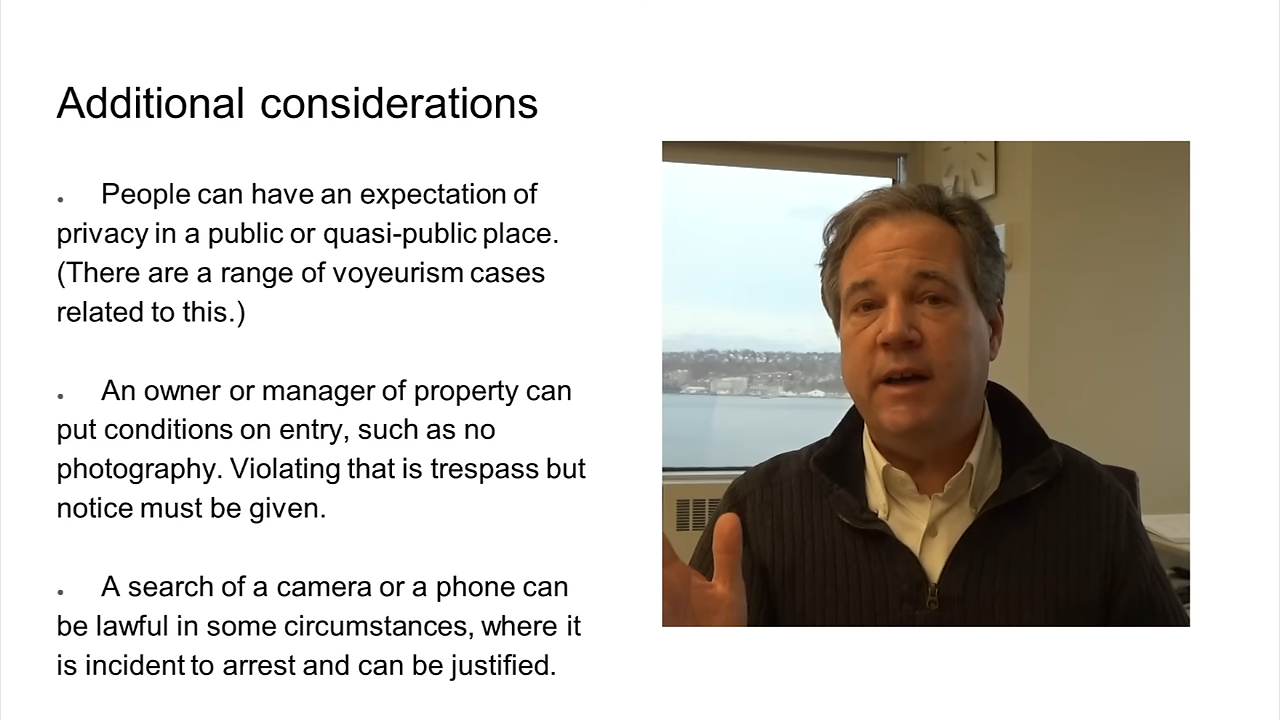 Additional considerations
. People can have an expectation of
privacy in a public or quasi-public place.
(There are a range of voyeurism cases
related to this.)
. An owner or manager of property can
put conditions on entry, such as no
photography. Violating that is trespass but
notice must be given.
. A search of a camera or a phone can
be lawful in some circumstances, where it
is incident to arrest and can be justified.